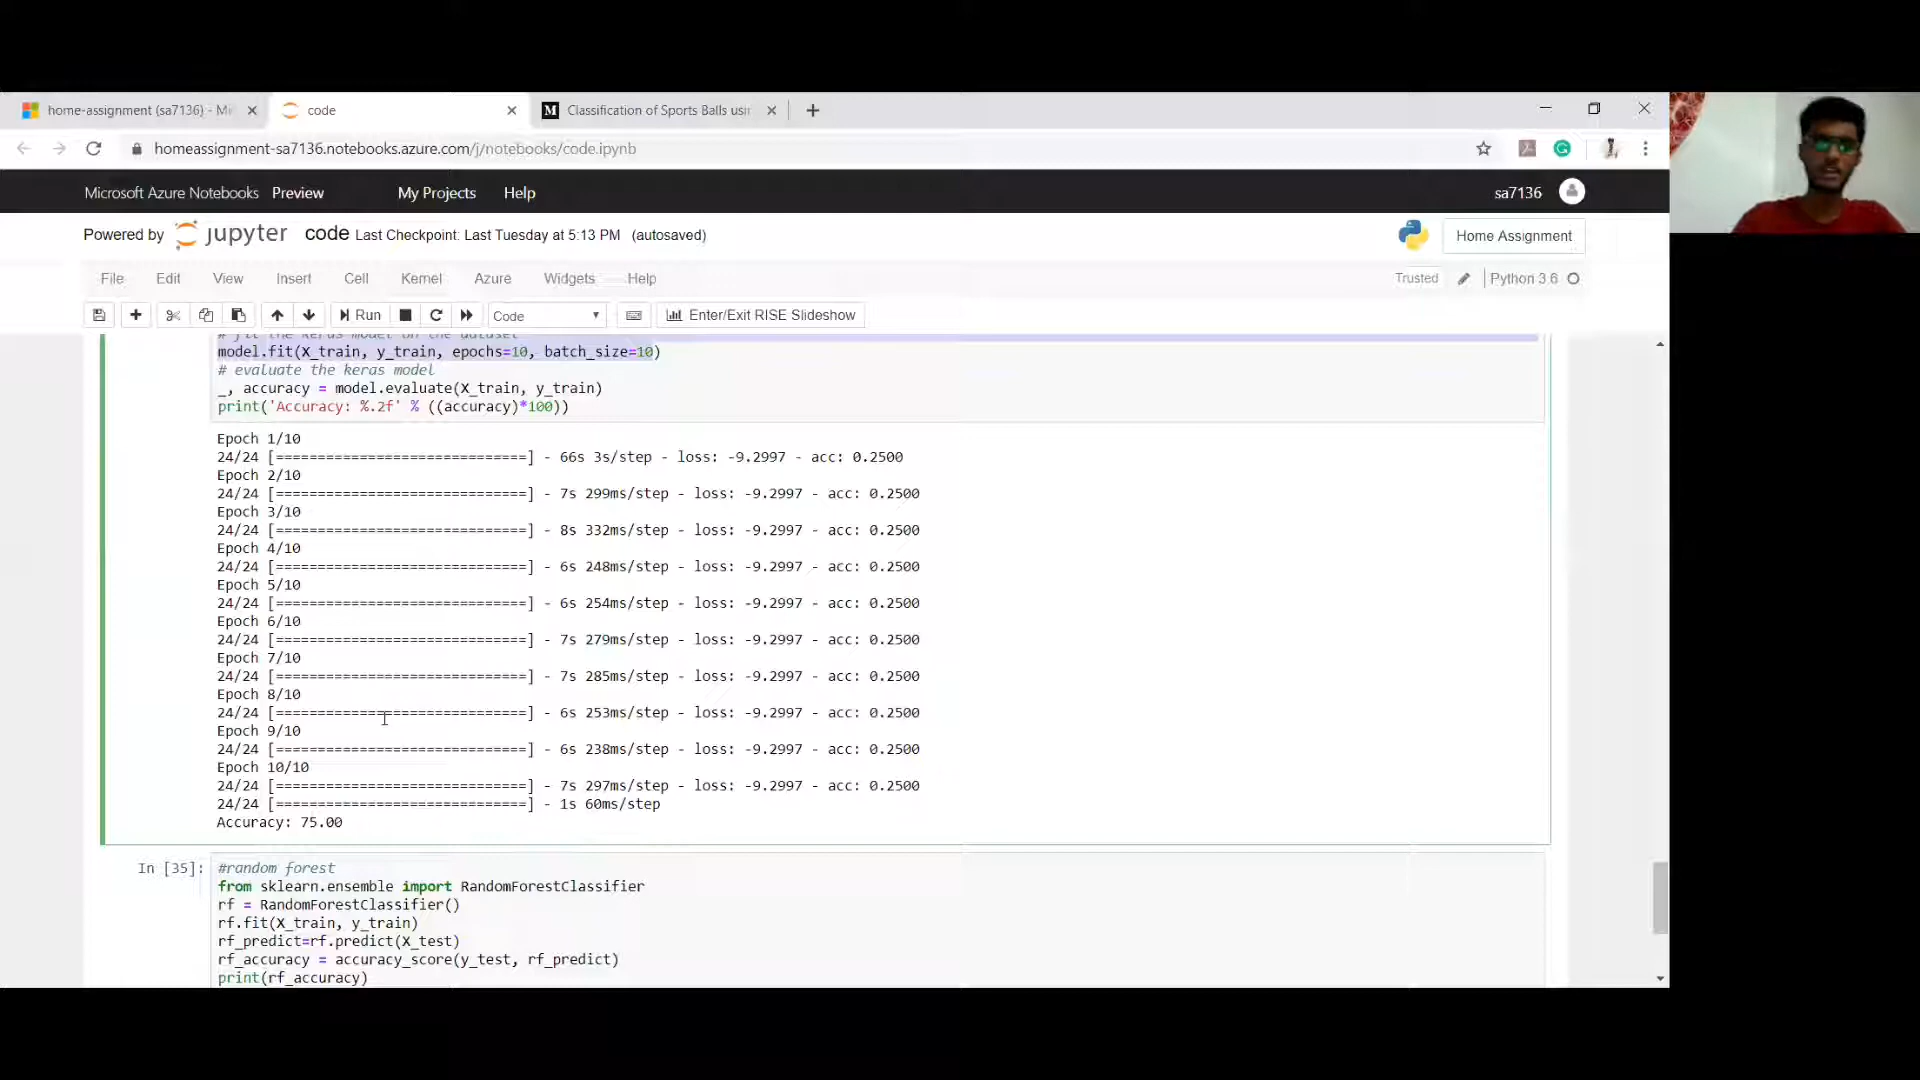 home-assignment (sa7136) - Mi
code
M Classification of Sports Balls usin
homeassignment-sa7136.notebooks.azure.com/j/notebooks/code.ipynb
Microsoft Azure Notebooks Preview My Projects Help sa7136
Powered by jupyter code Last Checkpoint: Last Tuesday at 5:13 PM (autosaved) Home Assignment
File Edit View Insert Cell Kernel Azure Widgets Help Trusted Python 3.6
Run Code Enter/Exit RISE Slideshow
# fit the keras model on the dataset
model.fit(X_train, y_train, epochs=10, batch_size=10)
# evaluate the keras model
_, accuracy = model.evaluate(X_train, y_train)
print('Accuracy: %.2f' % ((accuracy)*100))
Epoch 1/10
24/24 [==============================] - 66s 3s/step - loss: -9.2997 - acc: 0.2500
Epoch 2/10
24/24 [==============================] - 7s 299ms/step - loss: -9.2997 - acc: 0.2500
Epoch 3/10
24/24 [==============================] - 8s 332ms/step - loss: -9.2997 - acc: 0.2500
Epoch 4/10
24/24 [==============================] - 6s 248ms/step - loss: -9.2997 - acc: 0.2500
Epoch 5/10
24/24 [==============================] - 6s 254ms/step - loss: -9.2997 - acc: 0.2500
Epoch 6/10
24/24 [==============================] - 7s 279ms/step - loss: -9.2997 - acc: 0.2500
Epoch 7/10
24/24 [==============================] - 7s 285ms/step - loss: -9.2997 - acc: 0.2500
Epoch 8/10
24/24 [==============================] - 6s 253ms/step - loss: -9.2997 - acc: 0.2500
Epoch 9/10
24/24 [==============================] - 6s 238ms/step - loss: -9.2997 - acc: 0.2500
Epoch 10/10
24/24 [==============================] - 7s 297ms/step - loss: -9.2997 - acc: 0.2500
24/24 [==============================] - 1s 60ms/step
Accuracy: 75.00
In [35]: #random forest
from sklearn.ensemble import RandomForestClassifier
rf = RandomForestClassifier()
rf.fit(X_train, y_train)
rf_predict=rf.predict(X_test)
rf_accuracy = accuracy_score(y_test, rf_predict)
print(rf_accuracy)